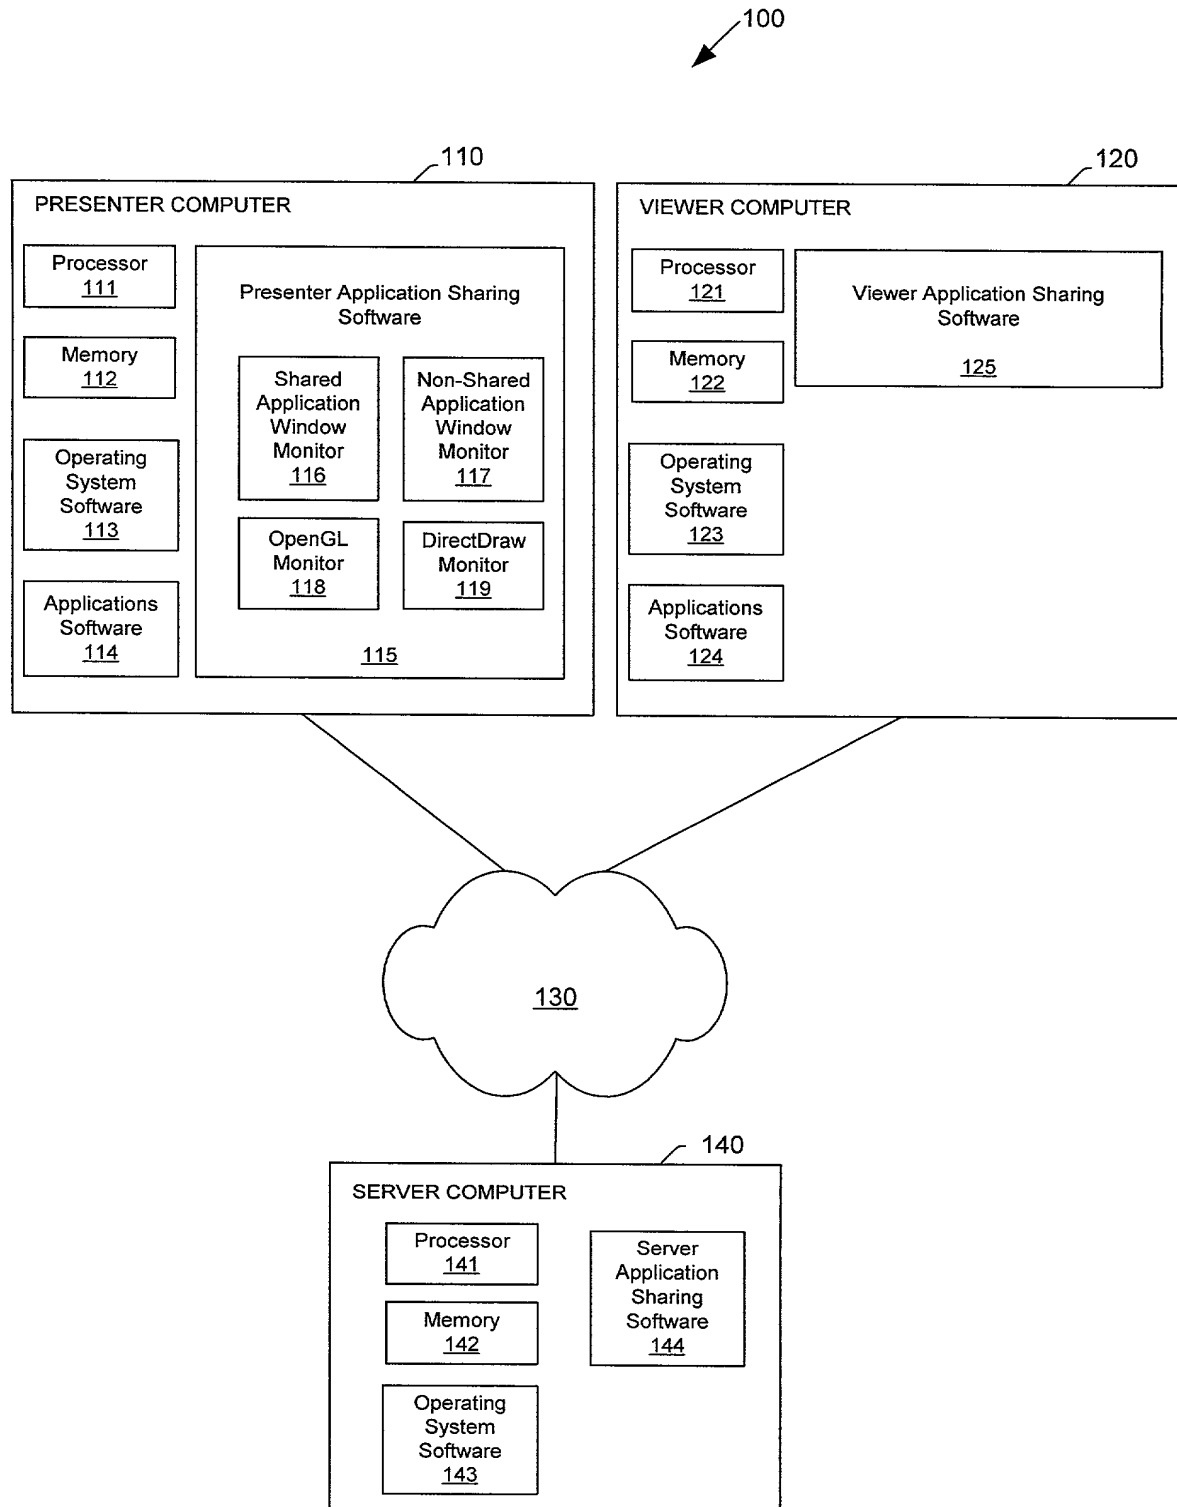 100
110
PRESENTER COMPUTER
Processor
111
Memory
112
Operating
System
Software
113
Applications
Software
114
Presenter Application Sharing
Software
Shared
Application
Window
Monitor
116
Non-Shared
Application
Window
Monitor
117
OpenGL
Monitor
118
DirectDraw
Monitor
119
115
120
VIEWER COMPUTER
Processor
121
Memory
122
Operating
System
Software
123
Applications
Software
124
Viewer Application Sharing
Software
125
130
140
SERVER COMPUTER
Processor
141
Memory
142
Operating
System
Software
143
Server
Application
Sharing
Software
144